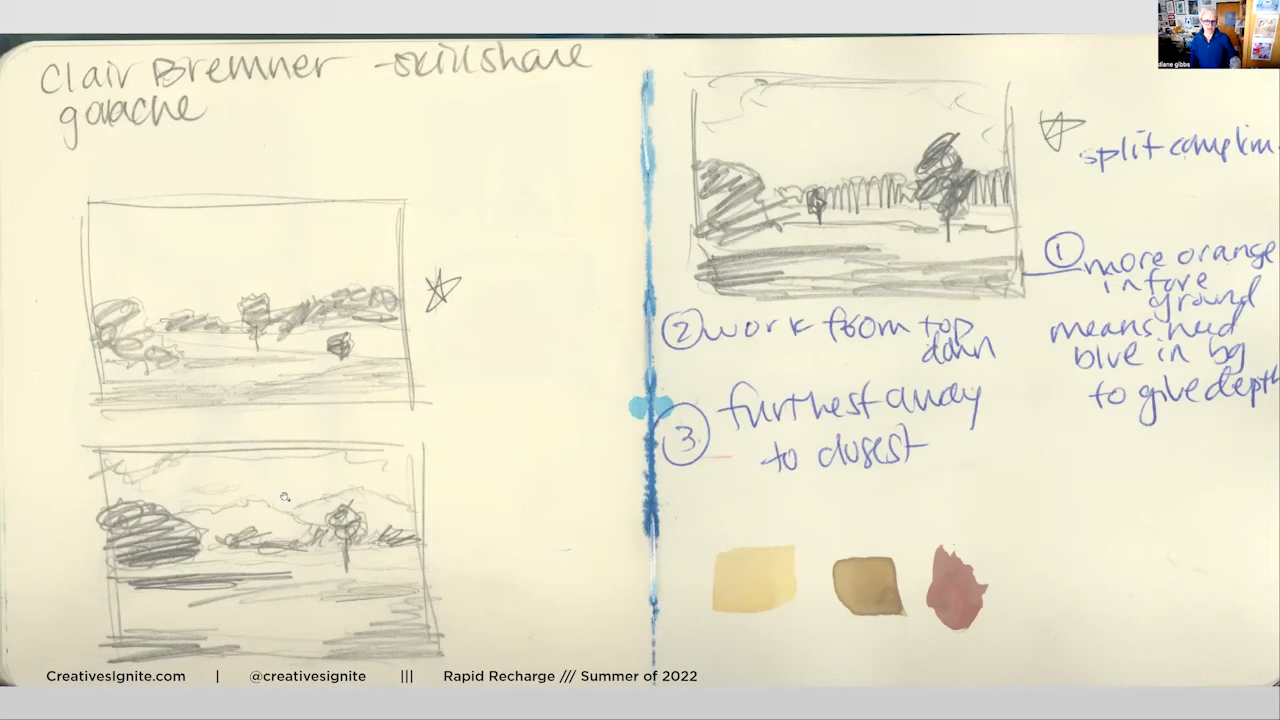 Clair Bremner - skillshare
gouache
diane gibbs
split complim
① more orange
in fore
ground
means need
blue in bg
to give depth
② work from top
down
③ furthest away
to closest
CreativesIgnite.com | @creativesignite ||| Rapid Recharge /// Summer of 2022